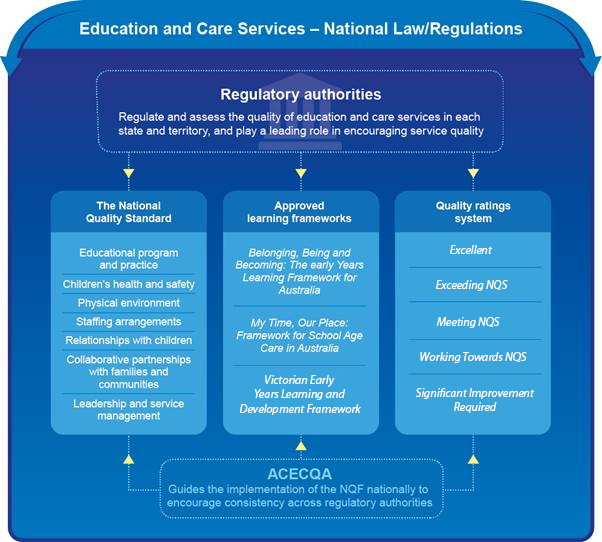 Education and Care Services – National Law/Regulations
Regulatory authorities
Regulate and assess the quality of education and care services in each
state and territory, and play a leading role in encouraging service quality
The National
Quality Standard
Educational program
and practice
Children's health and safety
Physical environment
Staffing arrangements
Relationships with children
Collaborative partnerships
with families and
communities
Leadership and service
management
Approved
learning frameworks
Belonging, Being and
Becoming: The early Years
Learning Framework for
Australia
My Time, Our Place:
Framework for School Age
Care in Australia
Victorian Early
Years Learning and
Development Framework
Quality ratings
system
Excellent
Exceeding NQS
Meeting NQS
Working Towards NQS
Significant Improvement
Required
ACECQA
Guides the implementation of the NQF nationally to
encourage consistency across regulatory authorities